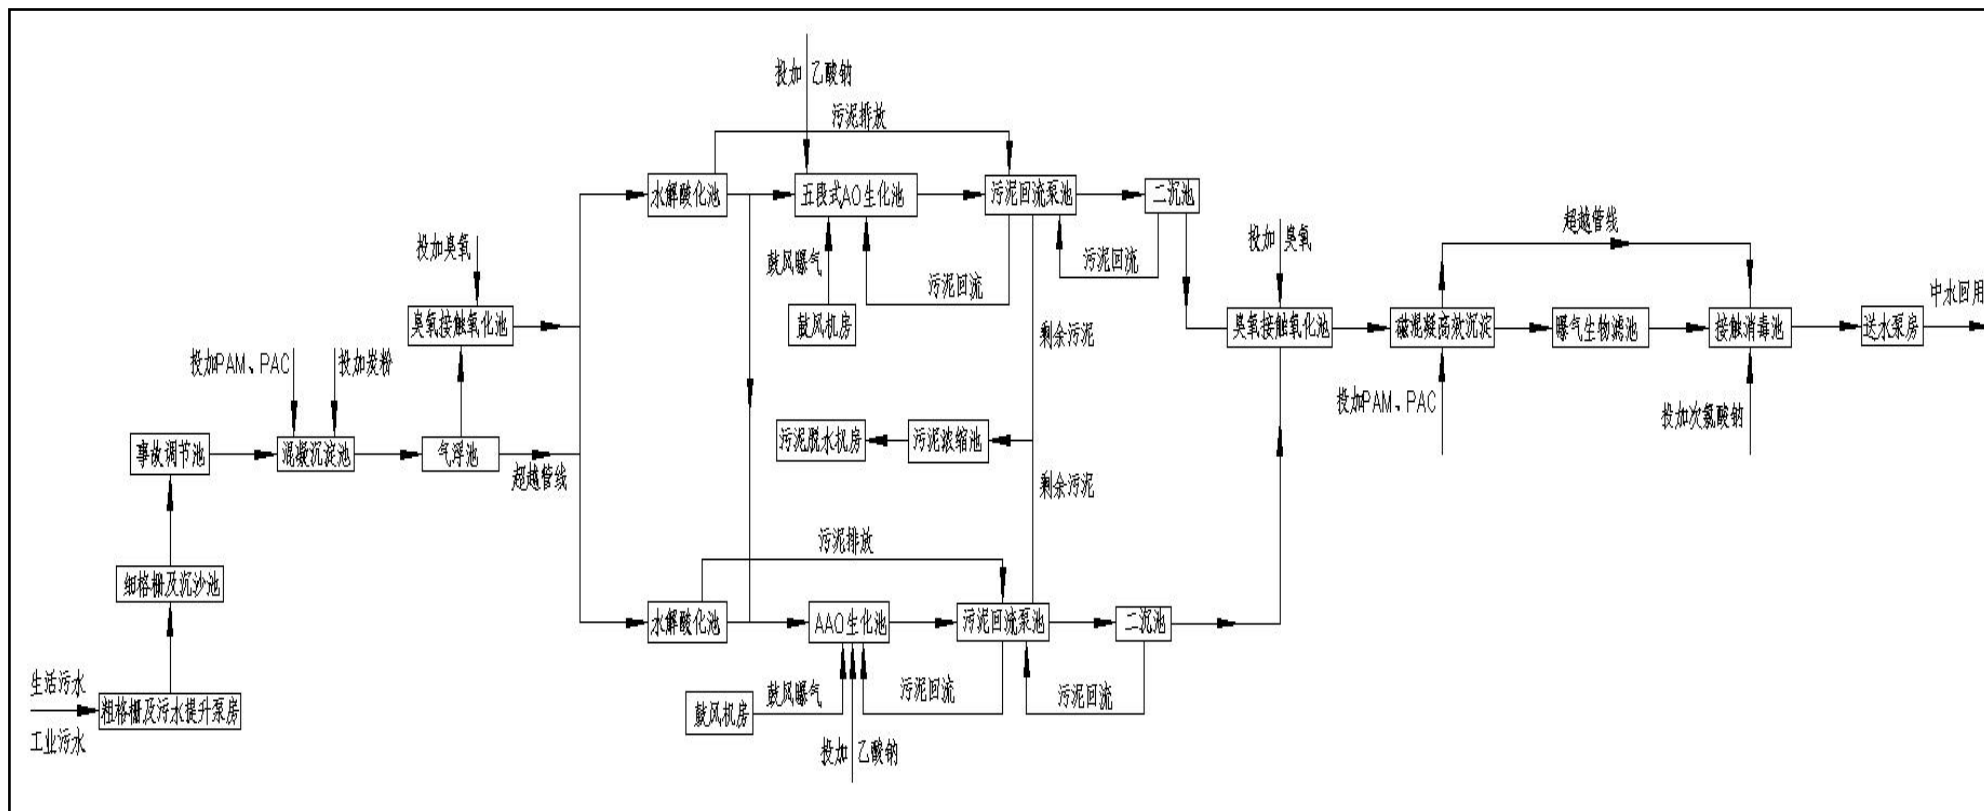 投加 乙酸钠
污泥排放
水解酸化池
五段式AO生化池
污泥回流泵池
二沉池
投加臭氧
鼓风曝气
污泥回流
污泥回流
投加 臭氧
超越管线
中水回用
臭氧接触氧化池
鼓风机房
剩余污泥
臭氧接触氧化池
磁混凝高效沉淀
曝气生物滤池
接触消毒池
送水泵房
投加PAM、PAC
投加炭粉
投加PAM、PAC
投加次氯酸钠
事故调节池
混凝沉淀池
气浮池
超越管线
污泥脱水机房
污泥浓缩池
剩余污泥
污泥排放
细格栅及沉沙池
水解酸化池
AAO生化池
污泥回流泵池
二沉池
生活污水
粗格栅及污水提升泵房
工业污水
鼓风机房
鼓风曝气
污泥回流
污泥回流
投加 乙酸钠